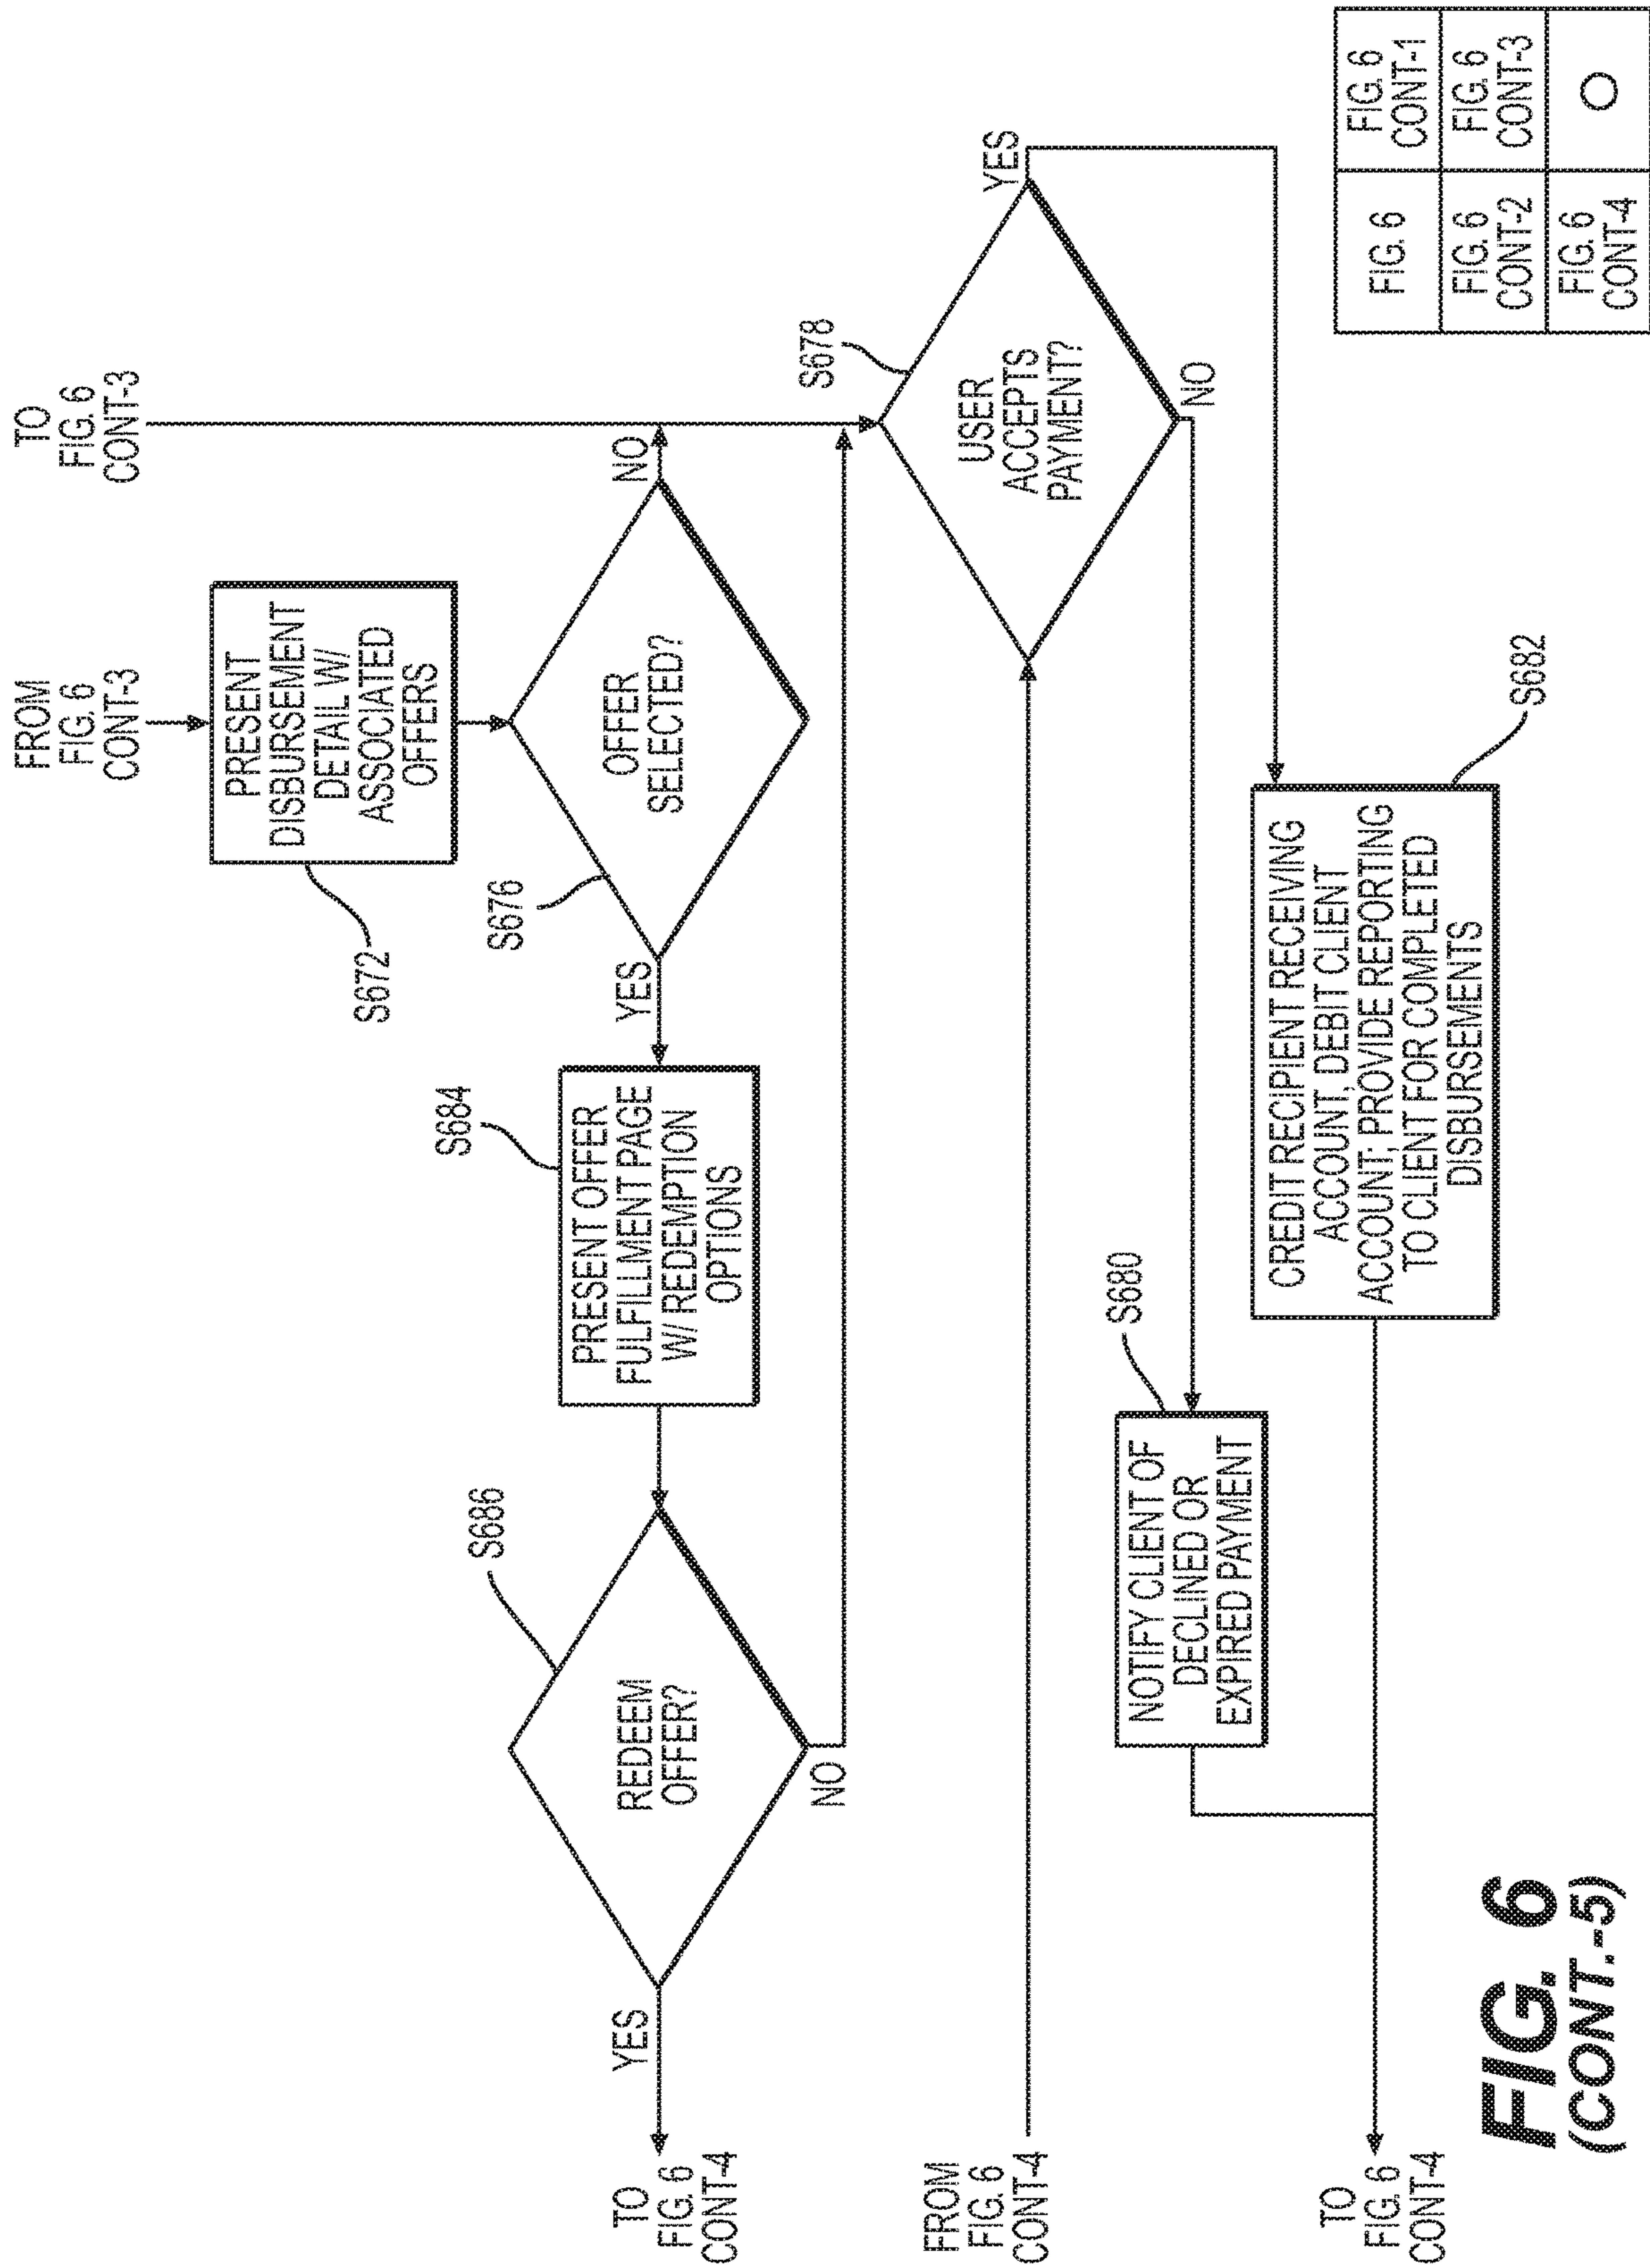 FROM
FIG. 6
CONT-3
TO
FIG. 6
CONT-3
PRESENT
DISBURSEMENT
DETAIL W/
ASSOCIATED
OFFERS
S672
S676
OFFER
SELECTED?
YES
NO
S684
PRESENT OFFER
FULFILLMENT PAGE
W/ REDEMPTION
OPTIONS
S686
REDEEM
OFFER?
YES
NO
TO
FIG. 6
CONT-4
S678
USER
ACCEPTS
PAYMENT?
YES
NO
FROM
FIG. 6
CONT-4
S680
NOTIFY CLIENT OF
DECLINED OR
EXPIRED PAYMENT
S682
CREDIT RECIPIENT RECEIVING
ACCOUNT, DEBIT CLIENT
ACCOUNT; PROVIDE REPORTING
TO CLIENT FOR COMPLETED
DISBURSEMENTS
TO
FIG. 6
CONT-4
FIG. 6
(CONT.-5)
FIG. 6
FIG. 6
CONT-1
FIG. 6
CONT-2
FIG. 6
CONT-3
FIG. 6
CONT-4